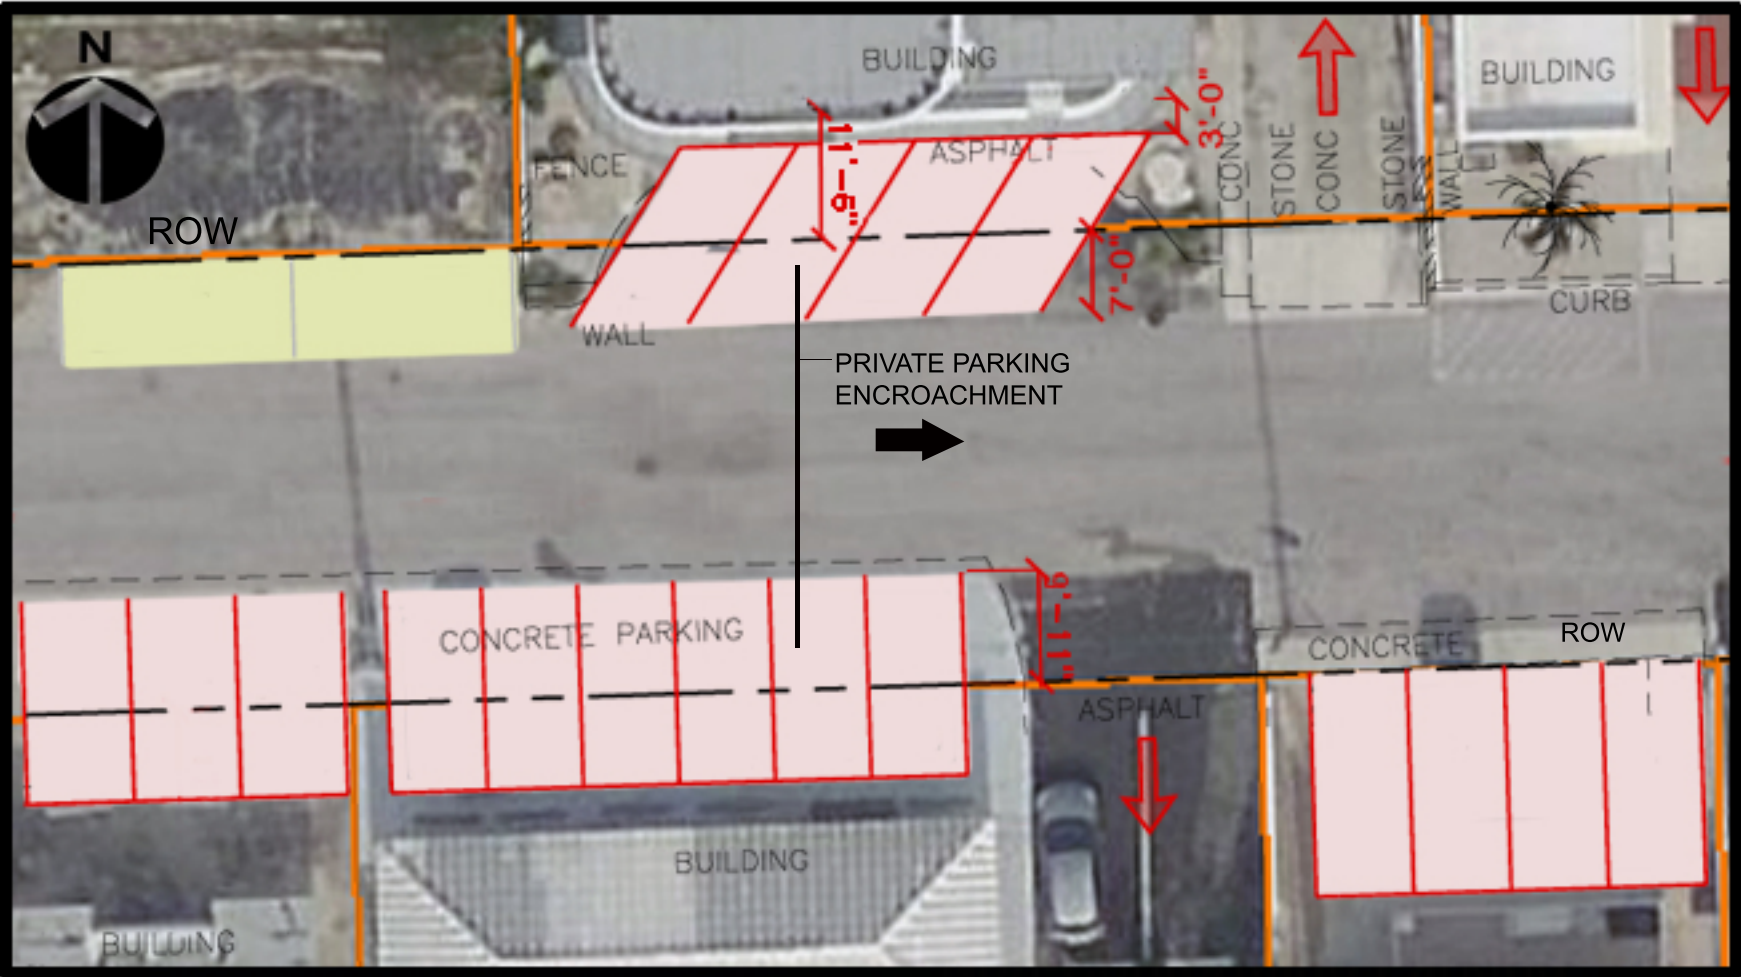 N
BUILDING
BUILDING
3'-0"
11'-6"
ASPHALT
FENCE
CONC
STONE
CONC
STONE
WALL
ROW
7'-0"
CURB
WALL
PRIVATE PARKING
ENCROACHMENT
9'-11"
CONCRETE PARKING
ROW
CONCRETE
ASPHALT
BUILDING
BUILDING